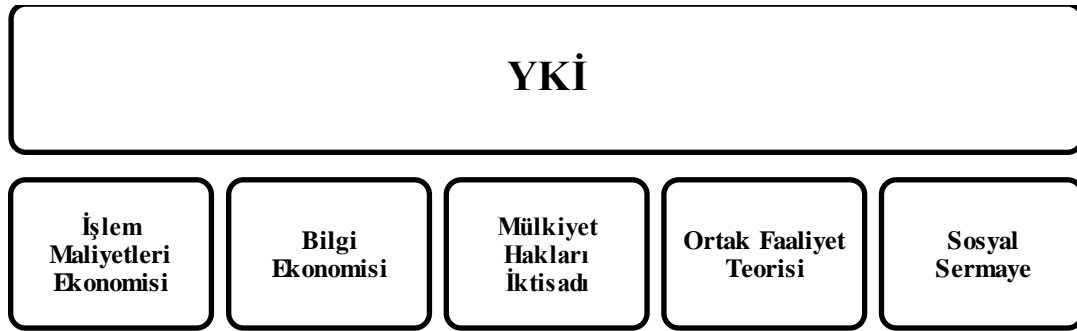 YKİ
İşlem
Maliyetleri
Ekonomisi
Bilgi
Ekonomisi
Mülkiyet
Hakları
İktisadı
Ortak Faaliyet
Teorisi
Sosyal
Sermaye